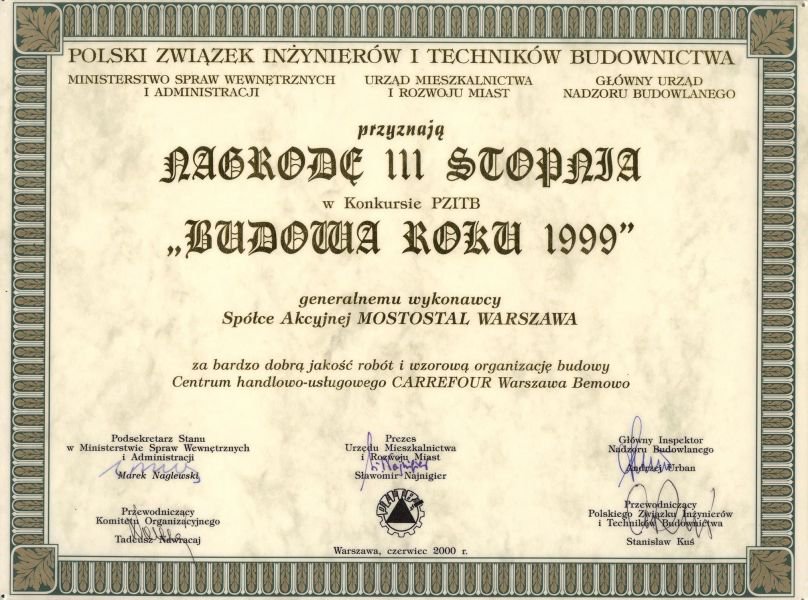 POLSKI ZWIĄZEK INŻYNIERÓW I TECHNIKÓW BUDOWNICTWA
MINISTERSTWO SPRAW WEWNĘTRZNYCH
I ADMINISTRACJI
URZĄD MIESZKALNICTWA
I ROZWOJU MIAST
GŁÓWNY URZĄD
NADZORU BUDOWLANEGO
przyznają
NAGRODĘ III STOPNIA
w Konkursie PZITB
„BUDOWA ROKU 1999”
generalnemu wykonawcy
Spółce Akcyjnej MOSTOSTAL WARSZAWA
za bardzo dobrą jakość robót i wzorową organizację budowy
Centrum handlowo-usługowego CARREFOUR Warszawa Bemowo
Podsekretarz Stanu
w Ministerstwie Spraw Wewnętrznych
i Administracji
Marek Naglewski
Prezes
Urzędu Mieszkalnictwa
i Rozwoju Miast
Sławomir Najnigier
Główny Inspektor
Nadzoru Budowlanego
Andrzej Urban
Przewodniczący
Komitetu Organizacyjnego
Tadeusz Nawracaj
Przewodniczący
Polskiego Związku Inżynierów
i Techników Budownictwa
Stanisław Kuś
Warszawa, czerwiec 2000 r.